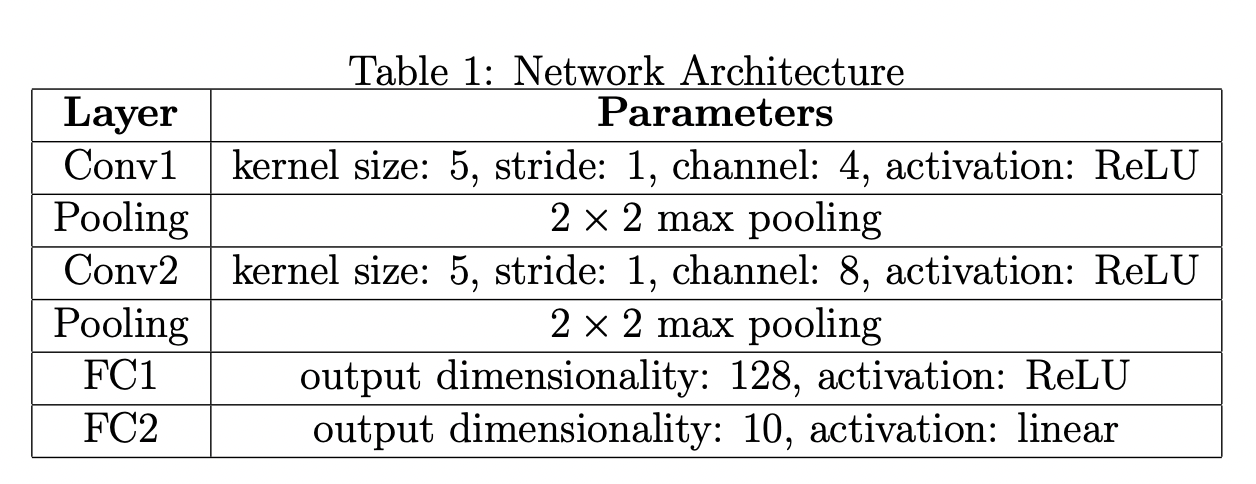 Table 1: Network Architecture
Layer Parameters
Conv1 kernel size: 5, stride: 1, channel: 4, activation: ReLU
Pooling 2 × 2 max pooling
Conv2 kernel size: 5, stride: 1, channel: 8, activation: ReLU
Pooling 2 × 2 max pooling
FC1 output dimensionality: 128, activation: ReLU
FC2 output dimensionality: 10, activation: linear